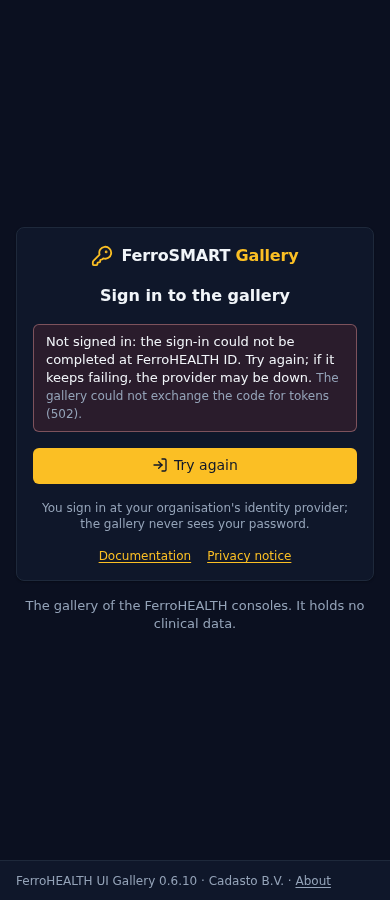 FerroSMART Gallery
Sign in to the gallery
Not signed in: the sign-in could not be
completed at FerroHEALTH ID. Try again; if it
keeps failing, the provider may be down. The
gallery could not exchange the code for tokens
(502).
Try again
You sign in at your organisation's identity provider;
the gallery never sees your password.
Documentation Privacy notice
The gallery of the FerroHEALTH consoles. It holds no
clinical data.
FerroHEALTH UI Gallery 0.6.10 · Cadasto B.V. · About